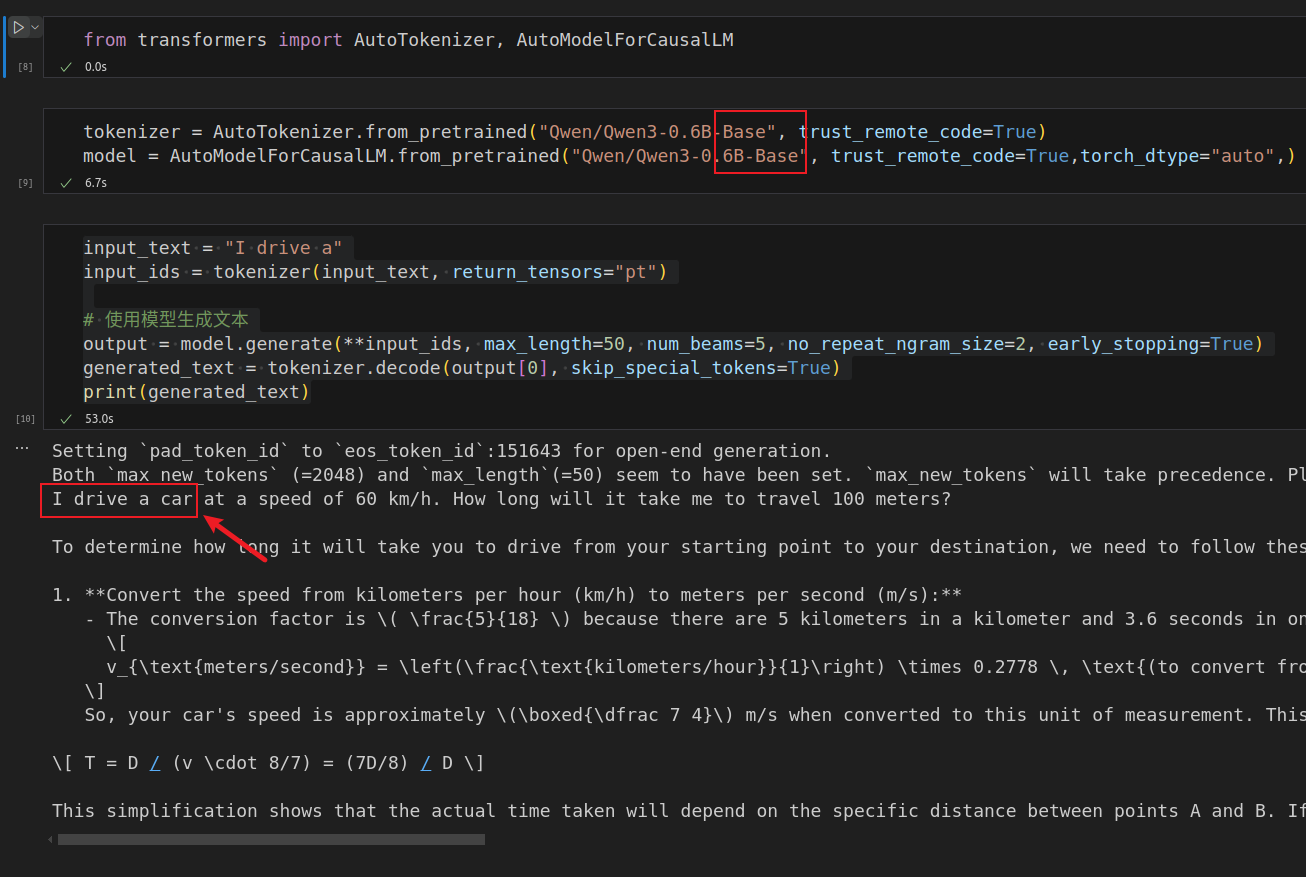 from transformers import AutoTokenizer, AutoModelForCausalLM
[8]
0.0s
tokenizer = AutoTokenizer.from_pretrained("Qwen/Qwen3-0.6B-Base", trust_remote_code=True)
model = AutoModelForCausalLM.from_pretrained("Qwen/Qwen3-0.6B-Base", trust_remote_code=True,torch_dtype="auto",)
[9]
6.7s
input_text = "I drive a"
input_ids = tokenizer(input_text, return_tensors="pt")
# 使用模型生成文本
output = model.generate(**input_ids, max_length=50, num_beams=5, no_repeat_ngram_size=2, early_stopping=True)
generated_text = tokenizer.decode(output[0], skip_special_tokens=True)
print(generated_text)
[10]
53.0s
...
Setting `pad_token_id` to `eos_token_id`:151643 for open-end generation.
Both `max_new_tokens` (=2048) and `max_length`(=50) seem to have been set. `max_new_tokens` will take precedence. Pl
I drive a car at a speed of 60 km/h. How long will it take me to travel 100 meters?
To determine how long it will take you to drive from your starting point to your destination, we need to follow thes
1. **Convert the speed from kilometers per hour (km/h) to meters per second (m/s):**
- The conversion factor is \( \frac{5}{18} \) because there are 5 kilometers in a kilometer and 3.6 seconds in on
\[
v_{\text{meters/second}} = \left(\frac{\text{kilometers/hour}}{1}\right) \times 0.2778 \, \text{(to convert fro
\]
So, your car's speed is approximately \(\boxed{\dfrac 7 4}\) m/s when converted to this unit of measurement. This
\[ T = D / (v \cdot 8/7) = (7D/8) / D \]
This simplification shows that the actual time taken will depend on the specific distance between points A and B. If